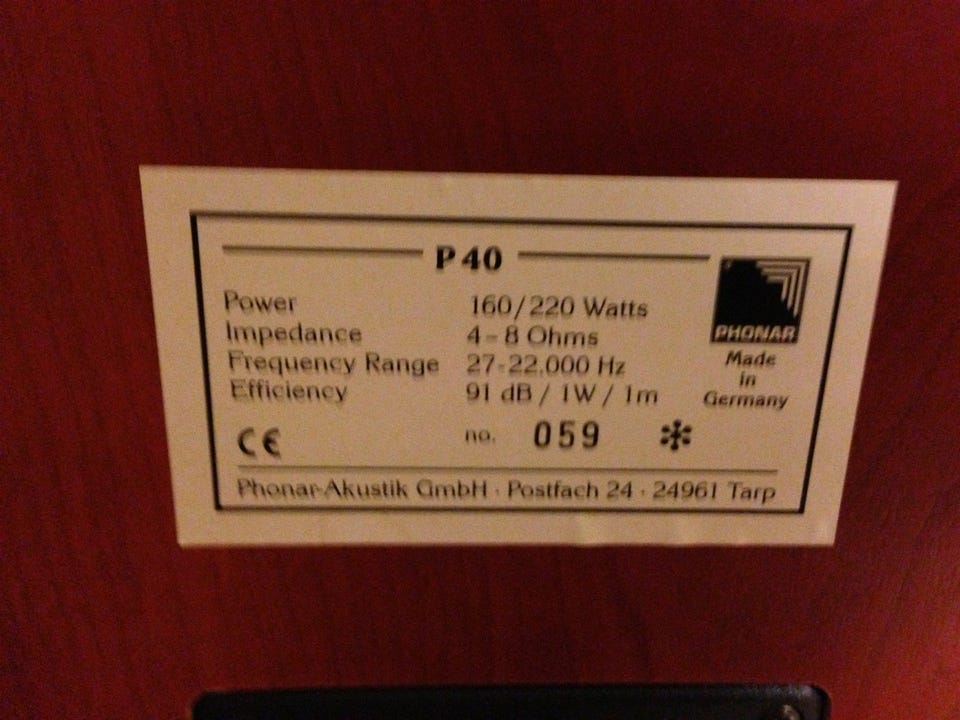 P 40
Power 160/220 Watts
Impedance 4-8 Ohms
Frequency Range 27-22.000 Hz
Efficiency 91 dB / 1W / 1m
PHONAR
Made
in
Germany
CE no. 059 *
Phonar-Akustik GmbH · Postfach 24 · 24961 Tarp